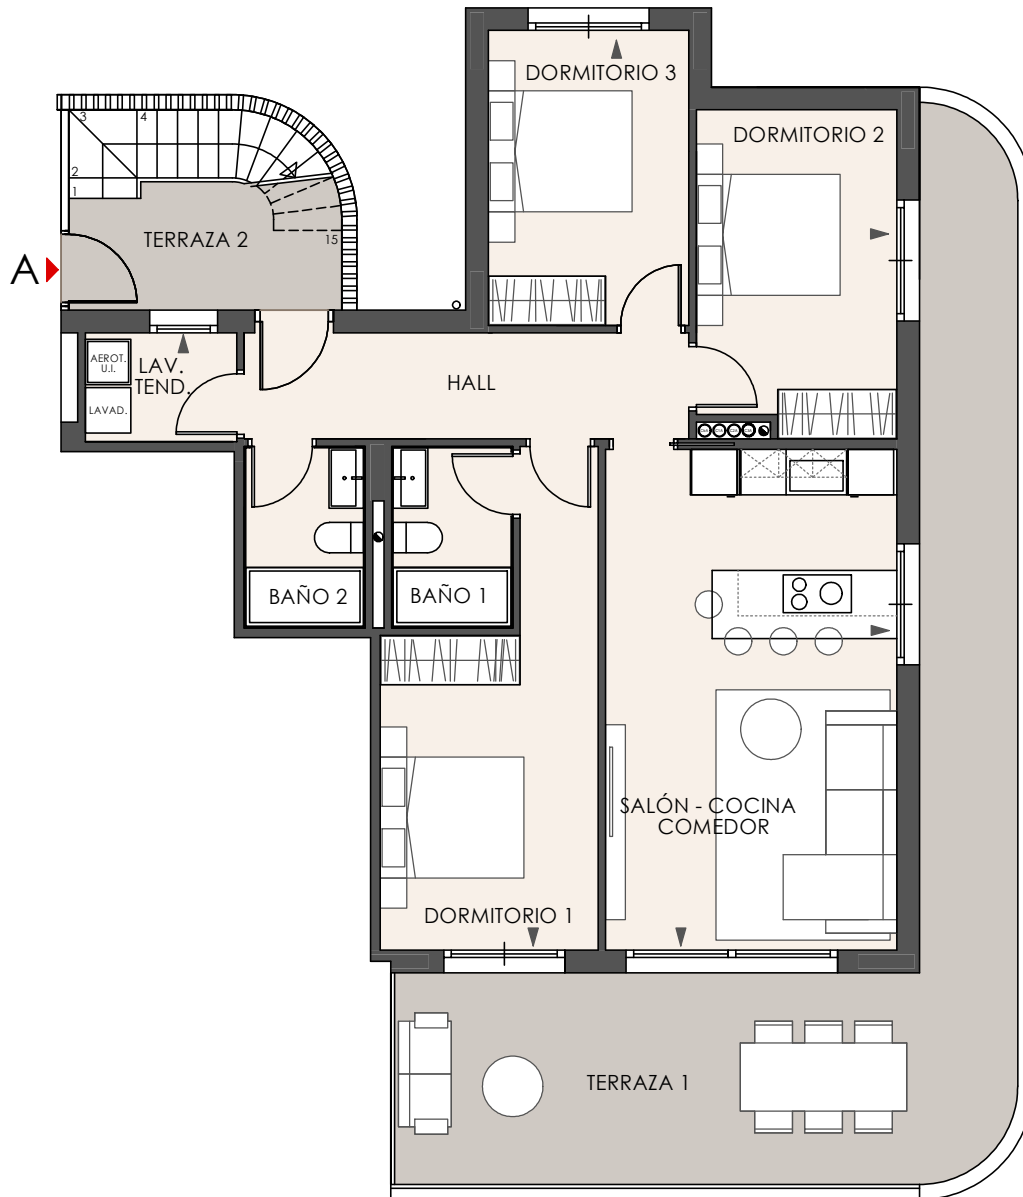 DORMITORIO 3
DORMITORIO 2
3
4
2
1
15
TERRAZA 2
A
AEROT.
U.I.
LAVAD.
LAV.
TEND.
HALL
BAÑO 2
BAÑO 1
SALÓN - COCINA
COMEDOR
DORMITORIO 1
TERRAZA 1